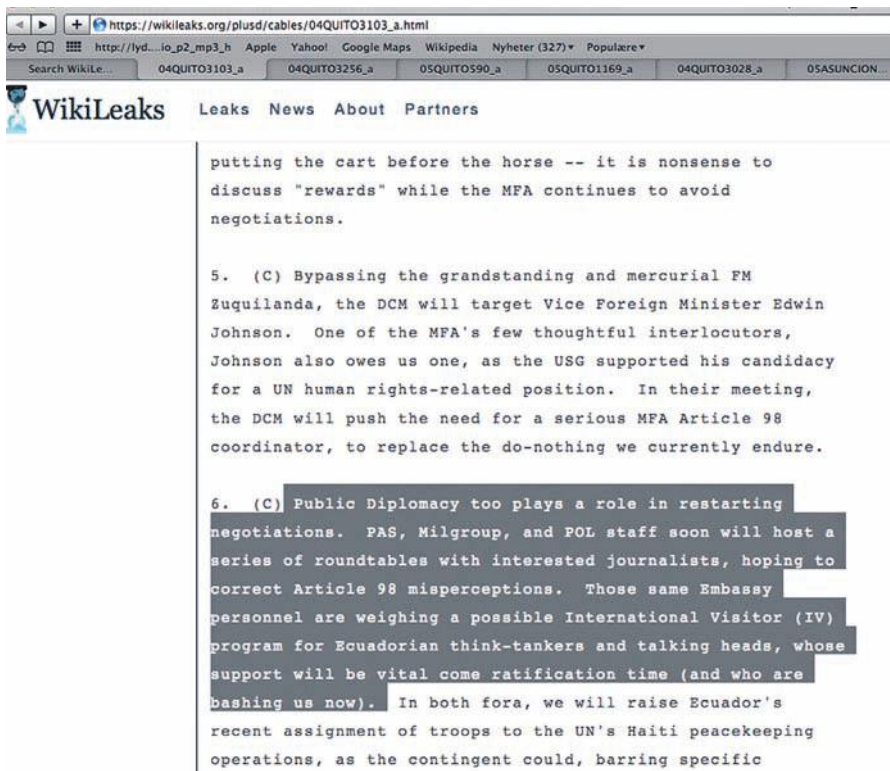 https://wikileaks.org/plusd/cables/04QUITO3103_a.html
http://lyd....io_p2_mp3_h Apple Yahoo! Google Maps Wikipedia Nyheter (327) Populære
Search WikiLe... 04QUITO3103_a 04QUITO3256_a 05QUITO590_a 05QUITO1169_a 04QUITO3028_a 05ASUNCION...
WikiLeaks Leaks News About Partners
putting the cart before the horse -- it is nonsense to
discuss "rewards" while the MFA continues to avoid
negotiations.
5. (C) Bypassing the grandstanding and mercurial FM
Zuquilanda, the DCM will target Vice Foreign Minister Edwin
Johnson. One of the MFA's few thoughtful interlocutors,
Johnson also owes us one, as the USG supported his candidacy
for a UN human rights-related position. In their meeting,
the DCM will push the need for a serious MFA Article 98
coordinator, to replace the do-nothing we currently endure.
6. (C) Public Diplomacy too plays a role in restarting
negotiations. PAS, Milgroup, and POL staff soon will host a
series of roundtables with interested journalists, hoping to
correct Article 98 misperceptions. Those same Embassy
personnel are weighing a possible International Visitor (IV)
program for Ecuadorian think-tankers and talking heads, whose
support will be vital come ratification time (and who are
bashing us now). In both fora, we will raise Ecuador's
recent assignment of troops to the UN's Haiti peacekeeping
operations, as the contingent could, barring specific